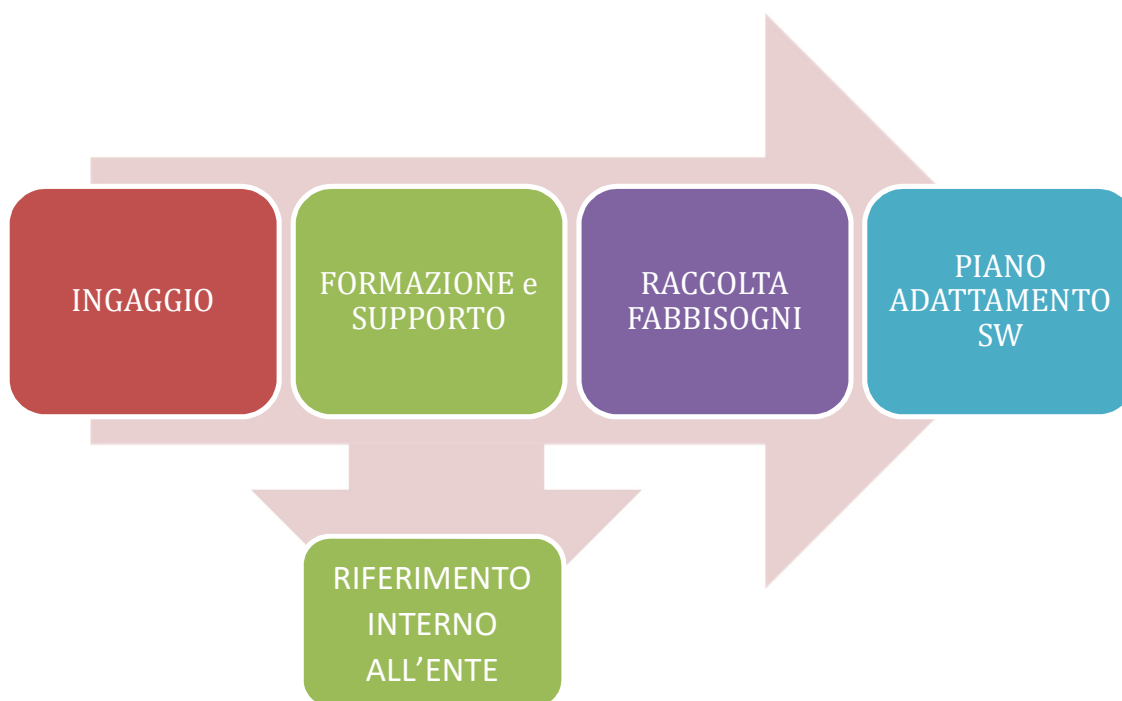 INGAGGIO
FORMAZIONE e
SUPPORTO
RACCOLTA
FABBISOGNI
PIANO
ADATTAMENTO
SW
RIFERIMENTO
INTERNO
ALL’ENTE